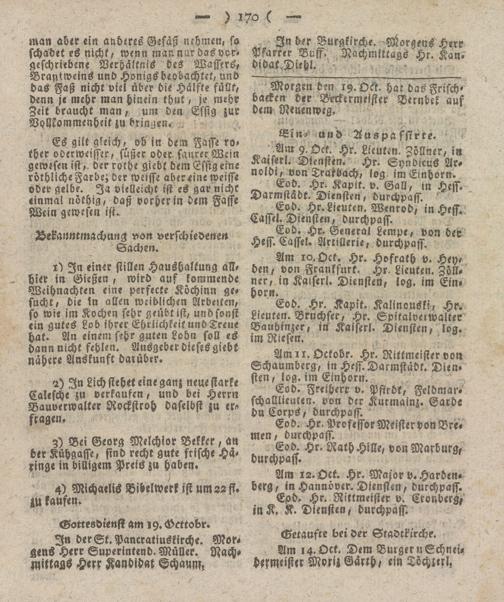 — ) 170 ( —
man aber ein anderes Gefäß nehmen, so
schadet es nicht, wenn man nur das vor-
geschriebene Verhältnis des Wassers,
Brantweins und Honigs beobachtet, und
das Faß nicht viel über die Hälfte füllt,
denn je mehr man hinein thut, je mehr
Zeit braucht man, um den Essig zur
Vollkommenheit zu bringen.
Es gilt gleich, ob in dem Fasse ro-
ther oder weisser, süßer oder saurer Wein
gewesen ist, der rothe giebt dem Essig eine
röthliche Farbe; der weisse aber eine weisse
oder gelbe. Ja vielleicht ist es gar nicht
einmal nöthig, daß vorher in dem Fasse
Wein gewesen ist.
Bekanntmachung von verschiedenen
Sachen.
1) In einer stillen Haushaltung all-
hier in Giessen, wird auf kommende
Weihnachten eine perfecte Köchinn ge-
sucht, die in allen weiblichen Arbeiten,
so wie im Kochen sehr geübt ist, und sonst
ein gutes Lob ihrer Ehrlichkeit und Treue
hat. An einem sehr guten Lohn soll es
dann nicht fehlen. Ausgeber dieses giebt
nähere Auskunft darüber.
2) In Lich stehet eine ganz neue starke
Calesche zu verkaufen, und bei Herrn
Bauverwalter Rockstroh daselbst zu er-
fragen.
3) Bei Georg Melchior Bekker, an
der Kühgasse, sind recht gute frische Hä-
ringe in billigem Preis zu haben.
4) Michaelis Bibelwerk ist um 22 fl.
zu kaufen.
Gottesdienst am 19. Octtobr.
In der St. Pancratiuskirche. Mor-
gens Herr Superintend. Müller. Nach-
mittags Herr Kandidat Schaum,
In der Burgkirche. Morgens Herr
Pfarrer Buff. Nachmittags Hr. Kan-
didat Diehl.
Morgen den 19. Oct. hat das Frisch-
backen der Beckermeister Bernbek auf
dem Neuenweg.
Ein- und Auspassirte.
Am 9. Oct. Hr. Lieuten. Zöllner, in
Kaiserl. Diensten. Hr. Syndicus Ar-
noldi, von Trarbach, log. im Einhorn.
Eod. Hr. Kapit. v. Gall, in Hess.
Darmstädt. Diensten, durchpass.
Eod. Hr. Lieuten. Wenrod, in Hess.
Cassel. Diensten, durchpass.
Eod. Hr. General Lempe, von der
Hess. Cassel. Artillerie, durchpass.
Am 10. Oct. Hr. Hofrath v. Hey-
den, von Frankfurt. Hr. Lieuten. Zöll-
ner, in Kaiserl. Diensten, log. im Ein-
horn.
Eod. Hr. Kapit. Kalinouski, Hr.
Lieuten. Bruchser, Hr. Spitalverwalter
Bauhinger, in Kaiserl. Diensten, log.
im Riesen.
Am 11. Octobr. Hr. Rittmeister von
Schaumberg, in Hess. Darmstädt. Dien-
sten, log. im Einhorn.
Eod. Freiherr v. Pfirdt, Feldmar-
schallieuten. von der Kurmainz. Garde
du Corps, durchpass.
Eod. Hr. Professor Meister von Bre-
men, durchpass.
Eod. Hr. Rath Hille, von Marburg,
durchpass.
Am 12. Oct. Hr. Major v. Harden-
berg, in Hannöver. Diensten, durchpass.
Eod. Hr. Rittmeister v. Cronberg,
in K. K. Diensten, durchpass.
Getaufte bei der Stadtkirche.
Am 14. Oct. Dem Burger u Schnei-
dermeister Moriz Gärth, ein Töchterl.